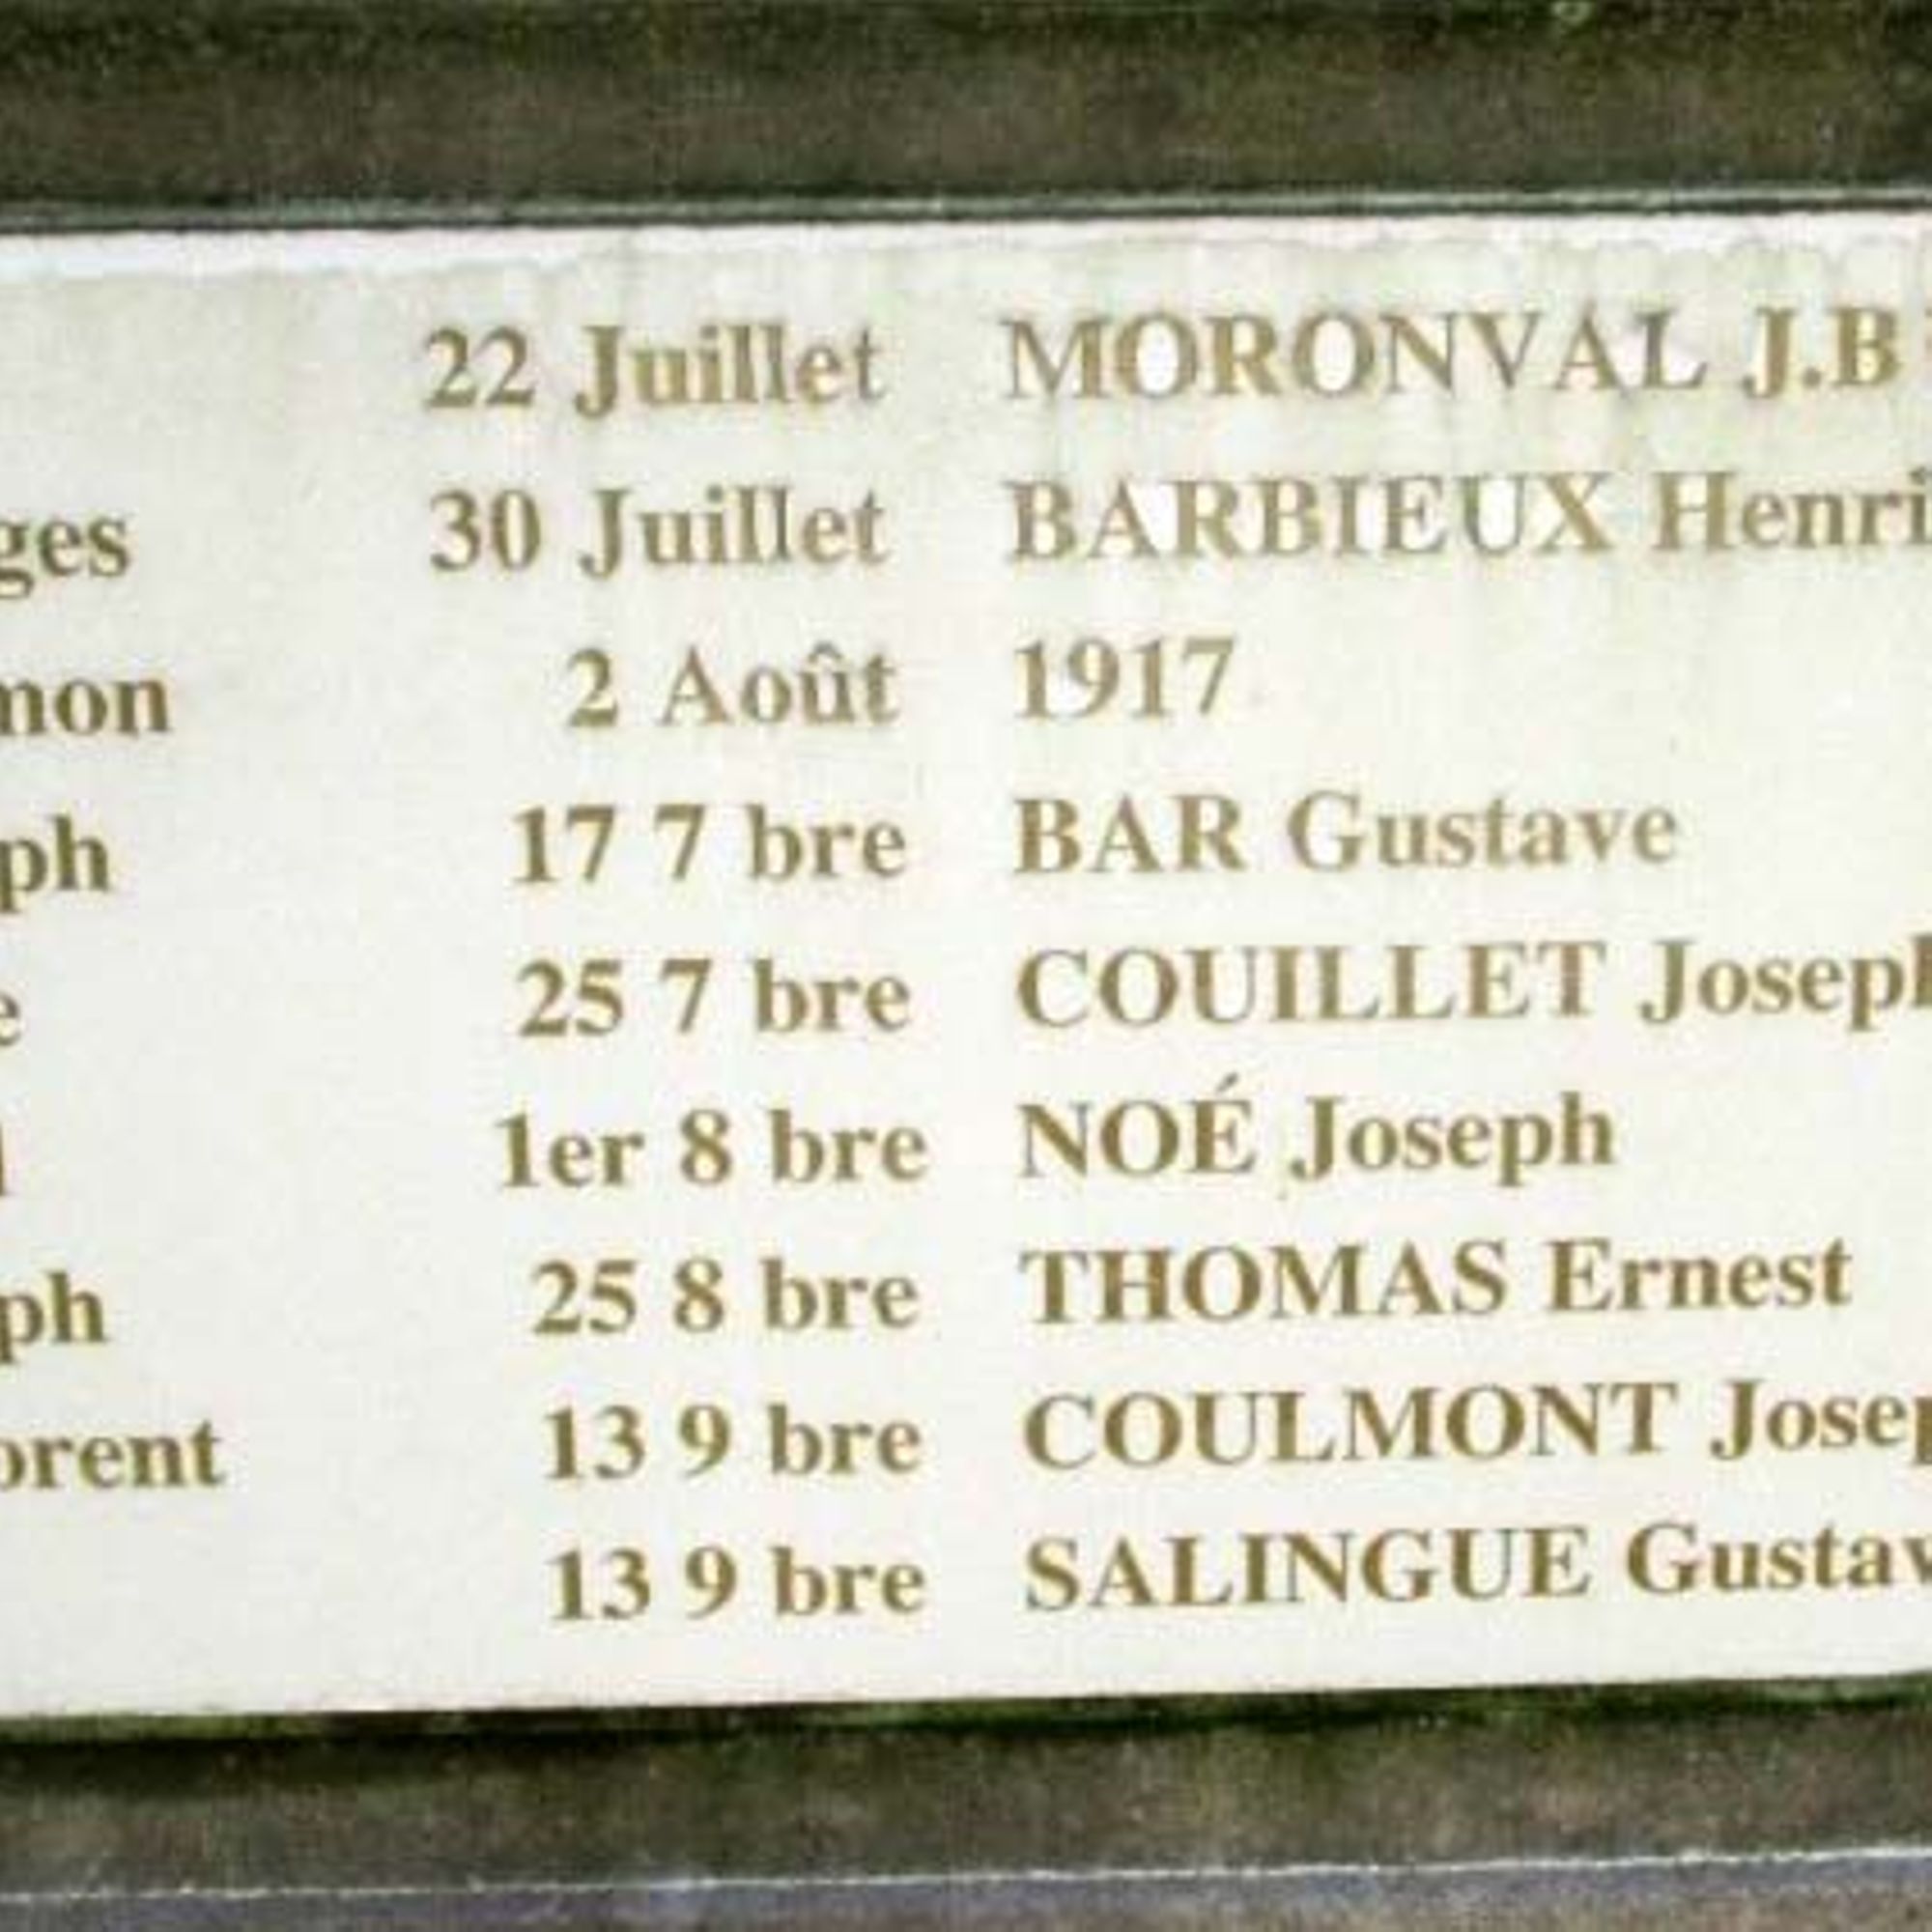 22 Juillet MORONVAL J.B
ges 30 Juillet BARBIEUX Henri
mon 2 Août 1917
ph 17 7 bre BAR Gustave
e 25 7 bre COUILLET Joseph
1er 8 bre NOÉ Joseph
ph 25 8 bre THOMAS Ernest
orent 13 9 bre COULMONT Josep
13 9 bre SALINGUE Gustav